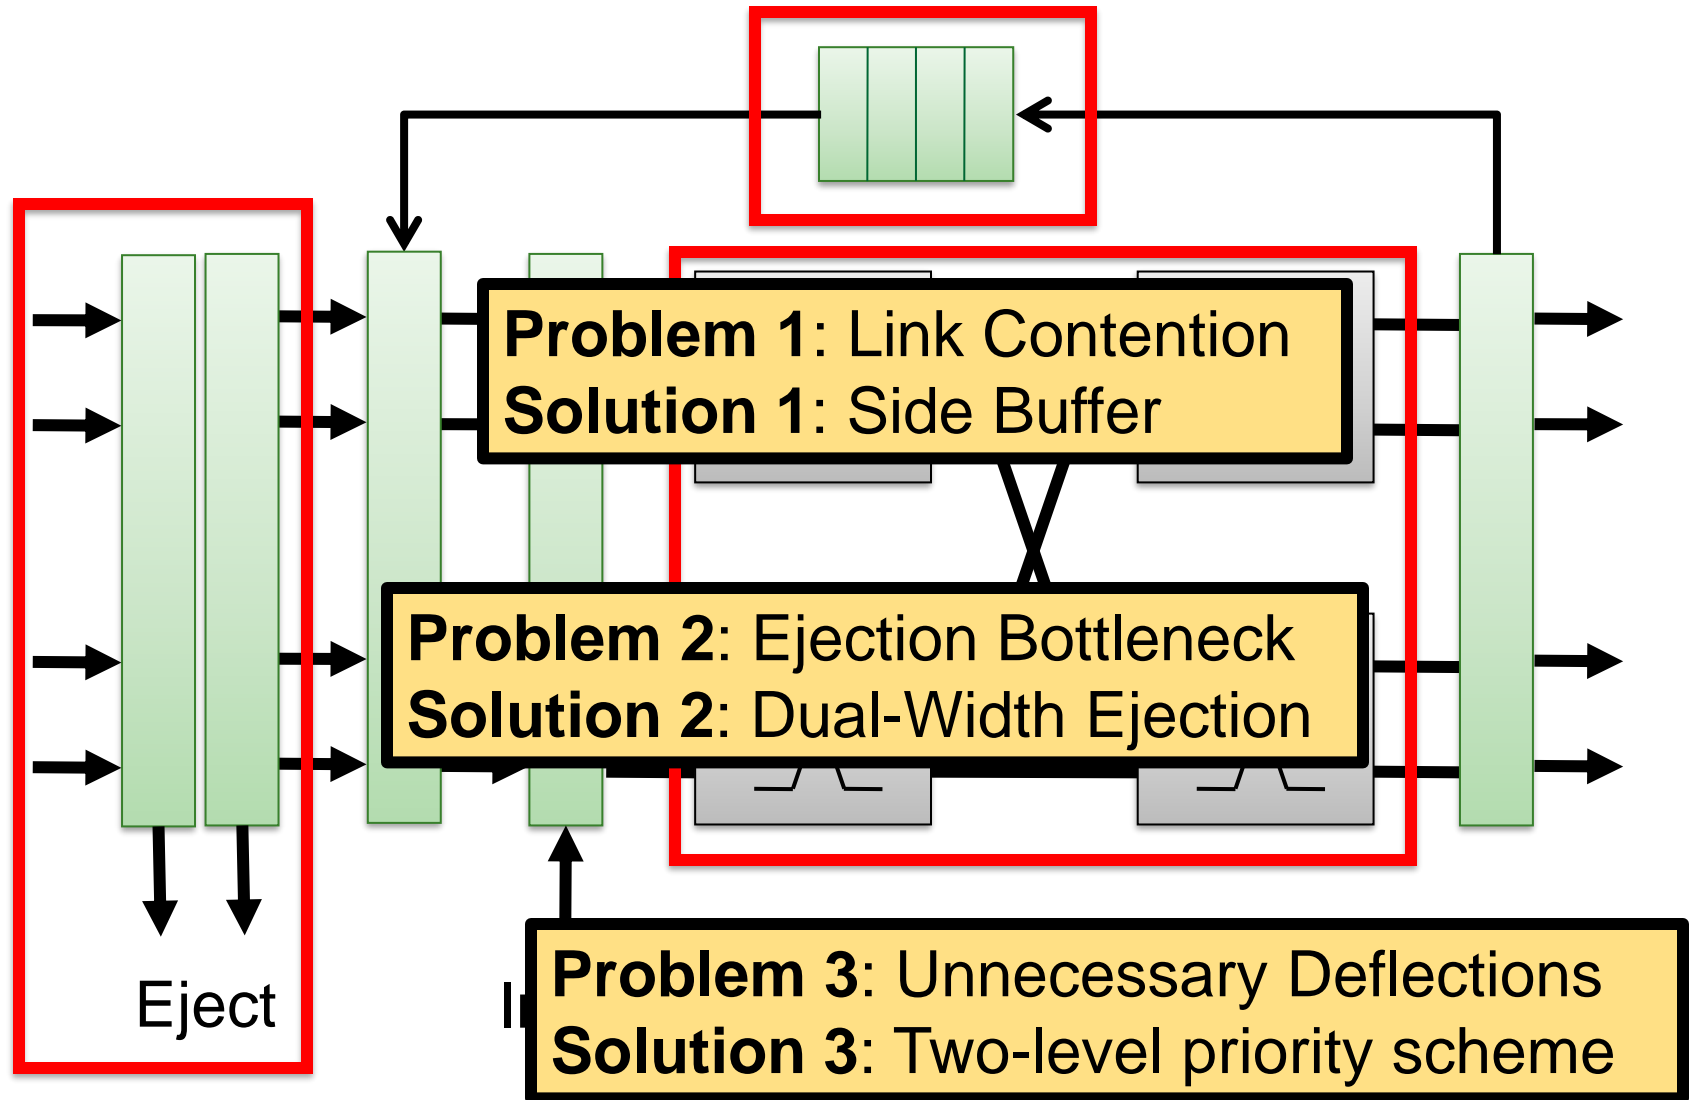 Problem 1: Link Contention
Solution 1: Side Buffer
Problem 2: Ejection Bottleneck
Solution 2: Dual-Width Ejection
Eject
Problem 3: Unnecessary Deflections
Solution 3: Two-level priority scheme